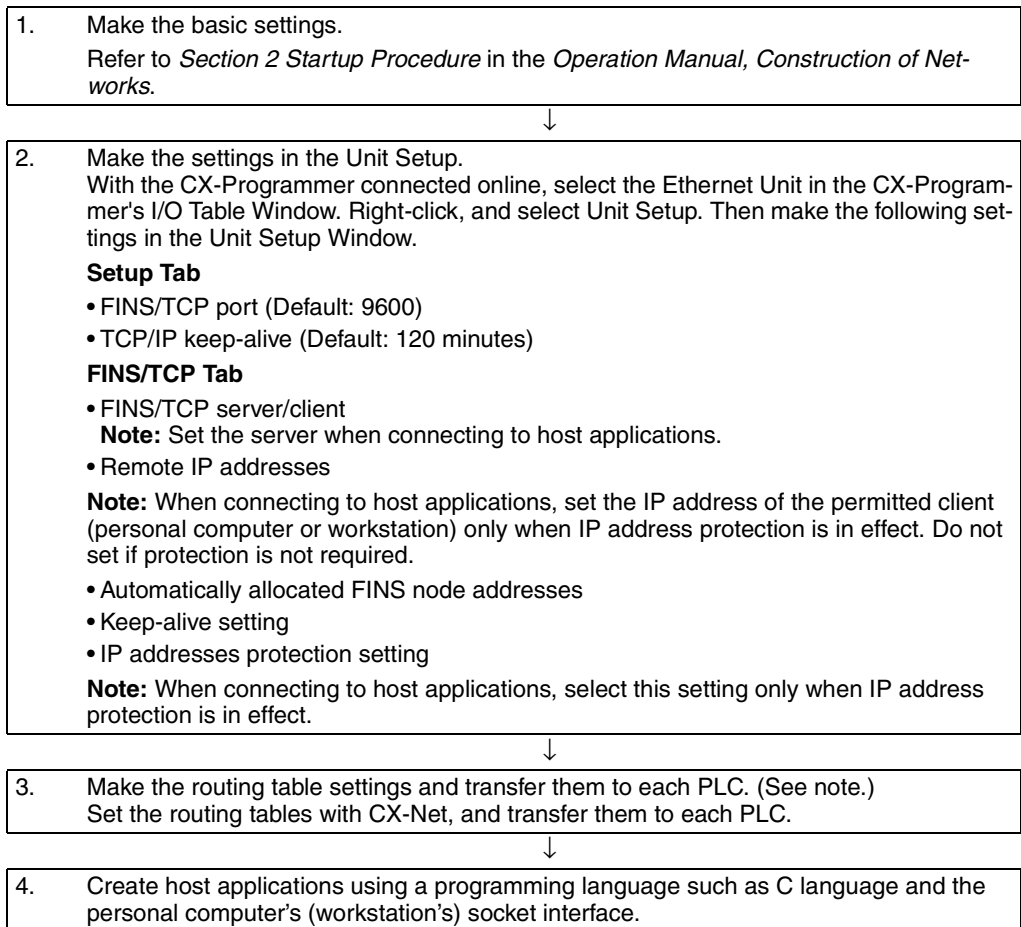 1. Make the basic settings.
Refer to Section 2 Startup Procedure in the Operation Manual, Construction of Net-
works.
↓
2. Make the settings in the Unit Setup.
With the CX-Programmer connected online, select the Ethernet Unit in the CX-Program-
mer's I/O Table Window. Right-click, and select Unit Setup. Then make the following set-
tings in the Unit Setup Window.
Setup Tab
• FINS/TCP port (Default: 9600)
• TCP/IP keep-alive (Default: 120 minutes)
FINS/TCP Tab
• FINS/TCP server/client
Note: Set the server when connecting to host applications.
• Remote IP addresses
Note: When connecting to host applications, set the IP address of the permitted client
(personal computer or workstation) only when IP address protection is in effect. Do not
set if protection is not required.
• Automatically allocated FINS node addresses
• Keep-alive setting
• IP addresses protection setting
Note: When connecting to host applications, select this setting only when IP address
protection is in effect.
↓
3. Make the routing table settings and transfer them to each PLC. (See note.)
Set the routing tables with CX-Net, and transfer them to each PLC.
↓
4. Create host applications using a programming language such as C language and the
personal computer's (workstation's) socket interface.